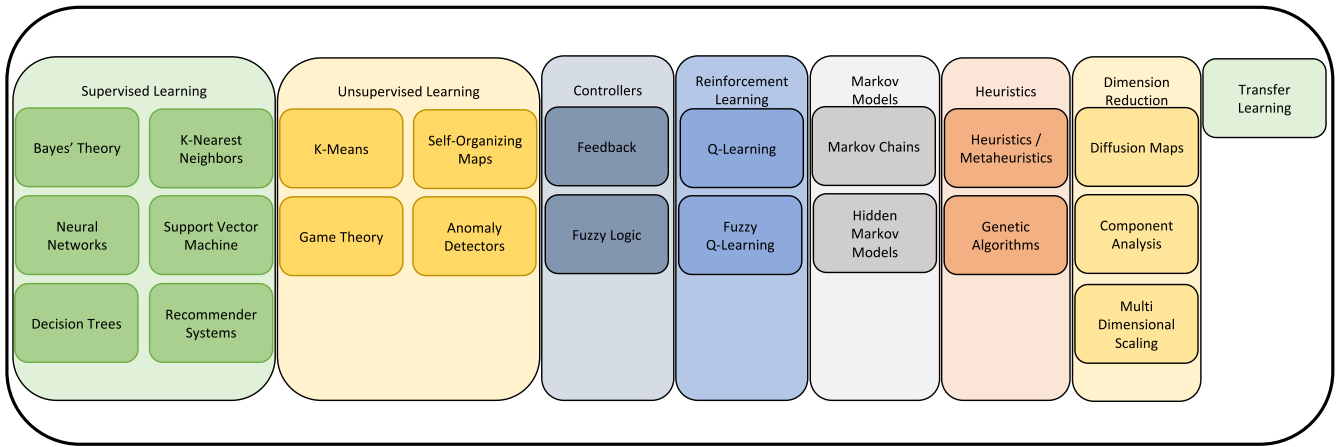 Supervised Learning
Bayes’ Theory
K-Nearest
Neighbors
Neural
Networks
Support Vector
Machine
Decision Trees
Recommender
Systems
Unsupervised Learning
K-Means
Self-Organizing
Maps
Game Theory
Anomaly
Detectors
Controllers
Feedback
Fuzzy Logic
Reinforcement
Learning
Q-Learning
Fuzzy
Q-Learning
Markov
Models
Markov Chains
Hidden
Markov
Models
Heuristics
Heuristics /
Metaheuristics
Genetic
Algorithms
Dimension
Reduction
Diffusion Maps
Component
Analysis
Multi
Dimensional
Scaling
Transfer
Learning